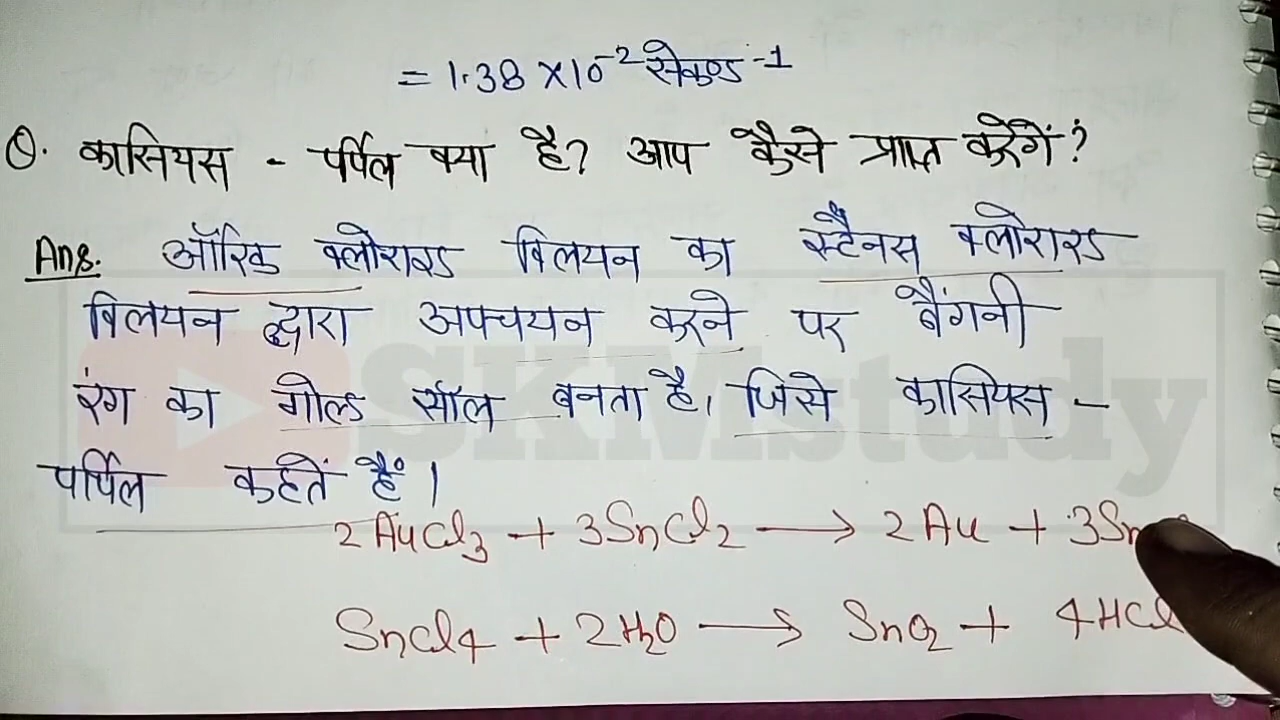 = 1.38 × 10⁻² सेकण्ड⁻¹
Q. कासियस - पर्पिल क्या है? आप कैसे प्राप्त करेगें?
Ans. ऑरिक क्लोराइड विलयन का स्टैनस क्लोराइड
विलयन द्वारा अपचयन करने पर बैंगनी
रंग का गोल्ड सॉल बनता है, जिसे कासियस -
पर्पिल कहतें हैं।
SKMstudy
2AuCl₃ + 3SnCl₂ → 2Au +
SnCl₄ + 2H₂O → SnO₂ + 4HCl